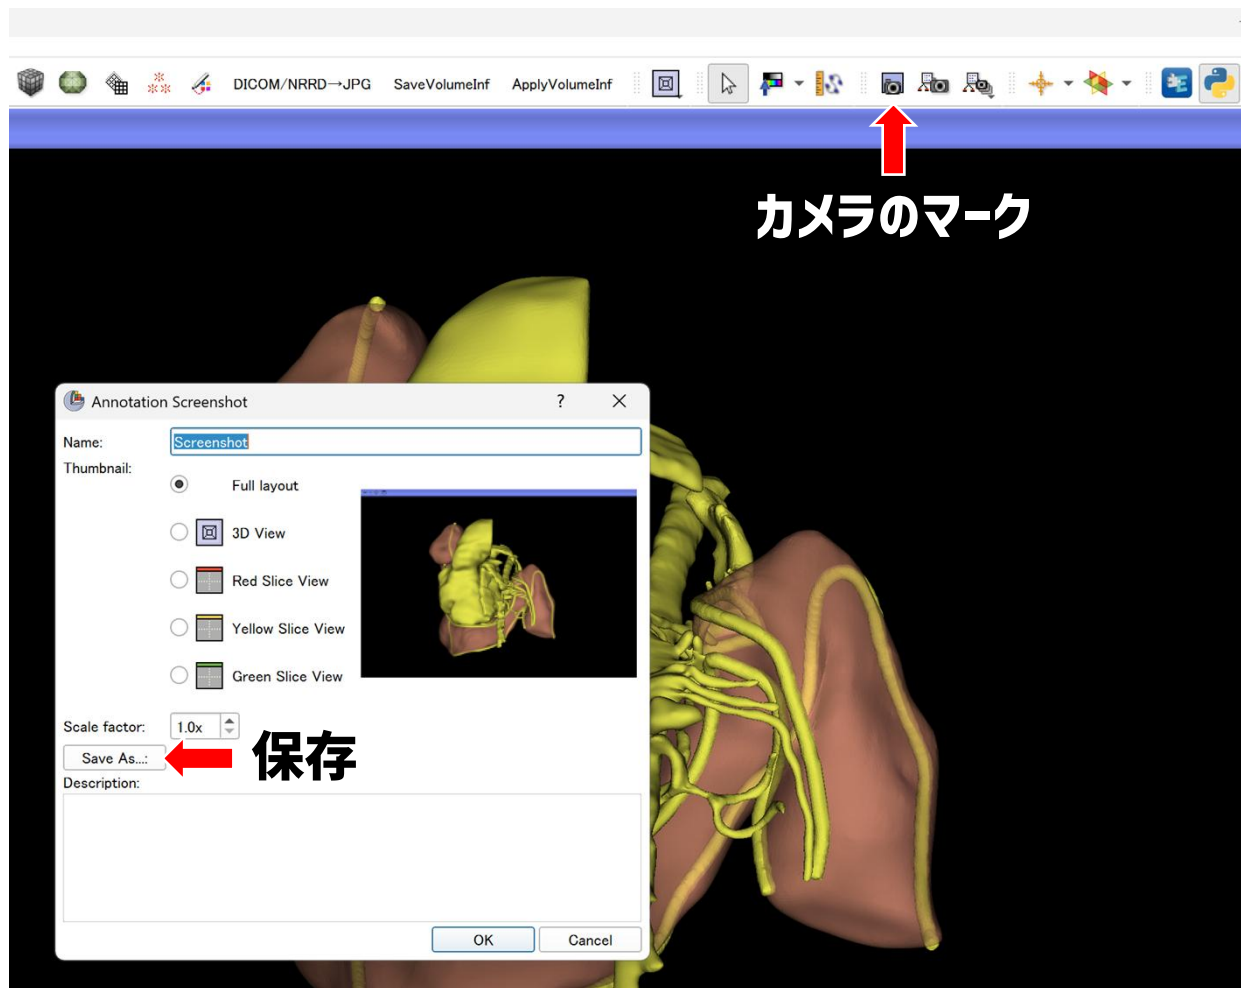 DICOM/NRRD→JPG SaveVolumeInf ApplyVolumeInf
カメラのマーク
Annotation Screenshot ?
Name: Screenshot
Thumbnail:
Full layout
3D View
Red Slice View
Yellow Slice View
Green Slice View
Scale factor: 1.0x
Save As...: 保存
Description:
OK Cancel